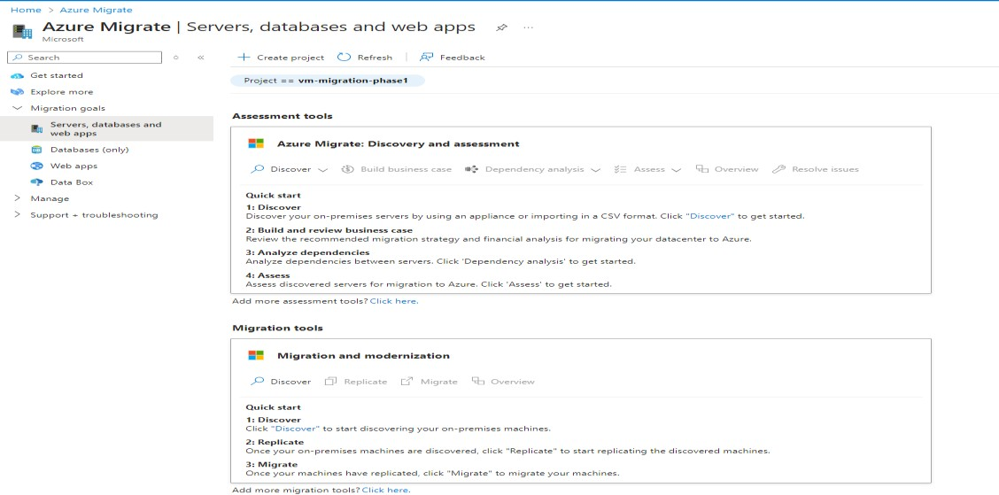 Home > Azure Migrate
Azure Migrate | Servers, databases and web apps
Microsoft
Search
Get started
Explore more
Migration goals
Servers, databases and
web apps
Databases (only)
Web apps
Data Box
Manage
Support + troubleshooting
Create project Refresh Feedback
Project == vm-migration-phase1
Assessment tools
Azure Migrate: Discovery and assessment
Discover Build business case Dependency analysis Assess Overview Resolve issues
Quick start
1: Discover
Discover your on-premises servers by using an appliance or importing in a CSV format. Click "Discover" to get started.
2: Build and review business case
Review the recommended migration strategy and financial analysis for migrating your datacenter to Azure.
3: Analyze dependencies
Analyze dependencies between servers. Click 'Dependency analysis' to get started.
4: Assess
Assess discovered servers for migration to Azure. Click 'Assess' to get started.
Add more assessment tools? Click here.
Migration tools
Migration and modernization
Discover Replicate Migrate Overview
Quick start
1: Discover
Click "Discover" to start discovering your on-premises machines.
2: Replicate
Once your on-premises machines are discovered, click "Replicate" to start replicating the discovered machines.
3: Migrate
Once your machines have replicated, click "Migrate" to migrate your machines.
Add more migration tools? Click here.